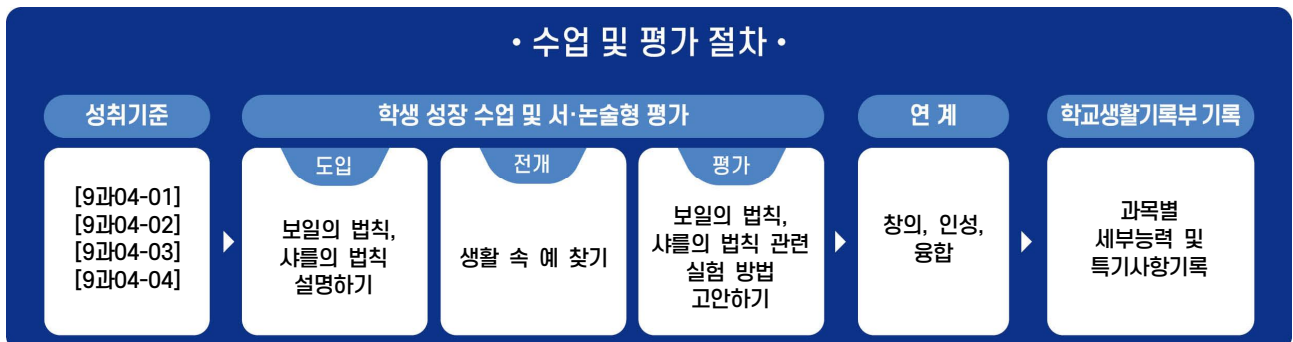 • 수업 및 평가 절차 •
성취기준
[9과04-01]
[9과04-02]
[9과04-03]
[9과04-04]
학생 성장 수업 및 서·논술형 평가
도입
보일의 법칙,
샤를의 법칙
설명하기
전개
생활 속 예 찾기
평가
보일의 법칙,
샤를의 법칙 관련
실험 방법
고안하기
연 계
창의, 인성,
융합
학교생활기록부 기록
과목별
세부능력 및
특기사항기록